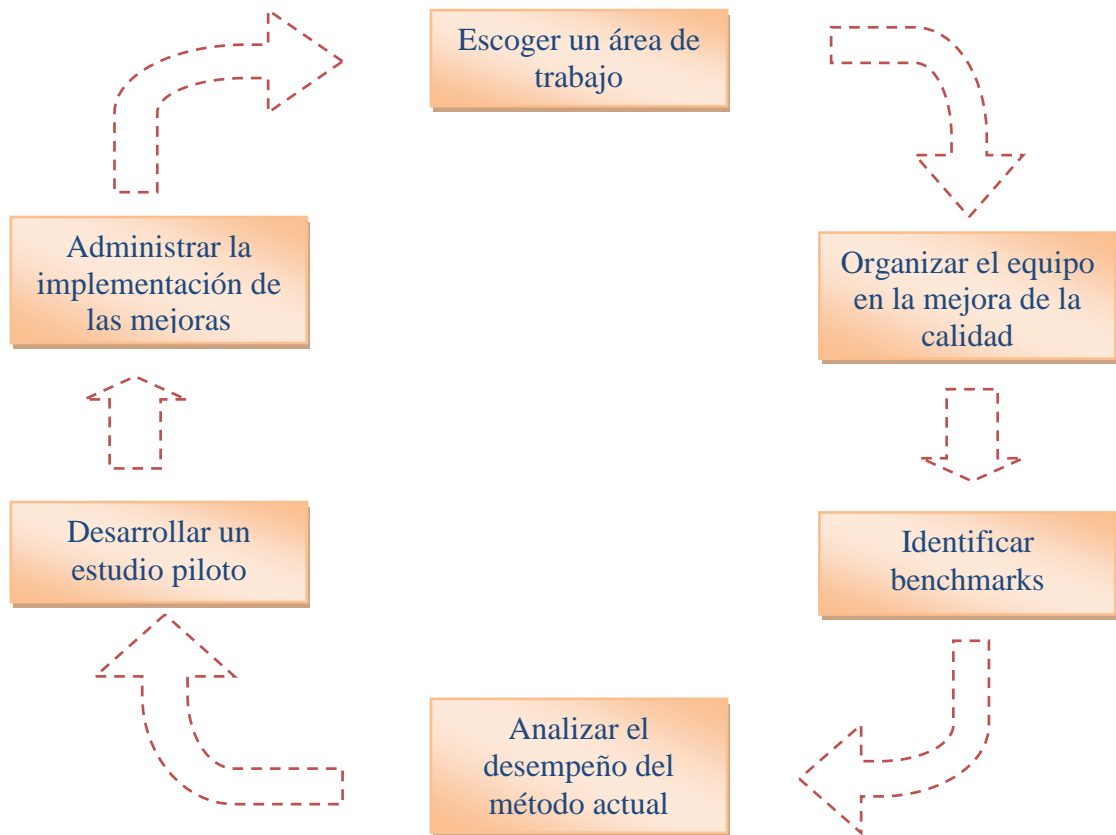 Escoger un área de
trabajo
Organizar el equipo
en la mejora de la
calidad
Identificar
benchmarks
Analizar el
desempeño del
método actual
Desarrollar un
estudio piloto
Administrar la
implementación de
las mejoras